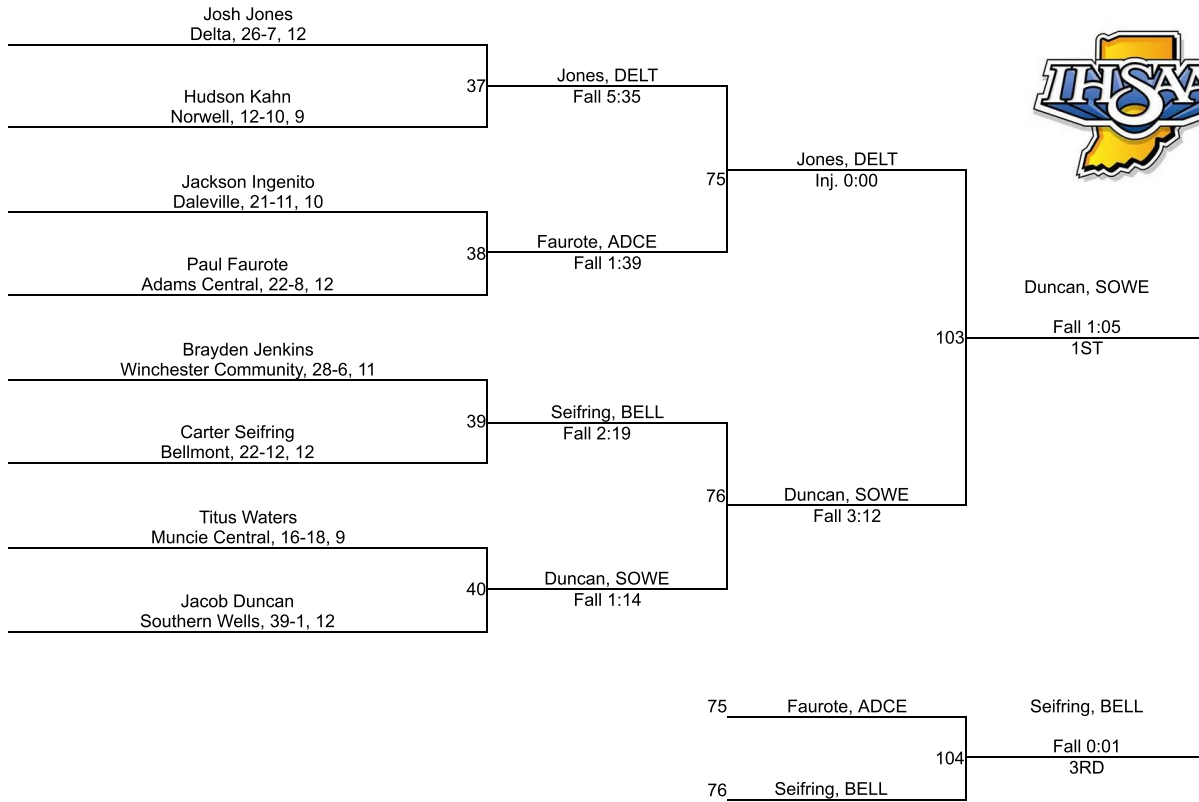 Josh Jones
Delta, 26-7, 12
37
Jones, DELT
Fall 5:35
Hudson Kahn
Norwell, 12-10, 9
Jackson Ingenito
Daleville, 21-11, 10
38
Faurote, ADCE
Fall 1:39
Paul Faurote
Adams Central, 22-8, 12
75
Jones, DELT
Inj. 0:00
Brayden Jenkins
Winchester Community, 28-6, 11
39
Seifring, BELL
Fall 2:19
Carter Seifring
Bellmont, 22-12, 12
Titus Waters
Muncie Central, 16-18, 9
40
Duncan, SOWE
Fall 1:14
Jacob Duncan
Southern Wells, 39-1, 12
76
Duncan, SOWE
Fall 3:12
IHSAA
103
Duncan, SOWE
Fall 1:05
1ST
75
Faurote, ADCE
76
Seifring, BELL
104
Seifring, BELL
Fall 0:01
3RD